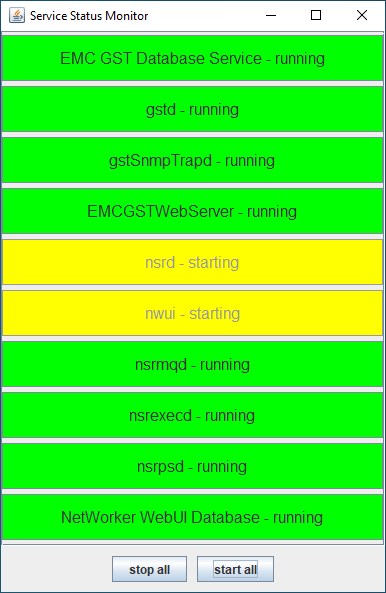 Service Status Monitor
EMC GST Database Service - running
gstd - running
gstSnmpTrapd - running
EMCGSTWebServer - running
nsrd - starting
nwui - starting
nsrmqd - running
nsrexecd - running
nsrpsd - running
NetWorker WebUI Database - running
stop all start all